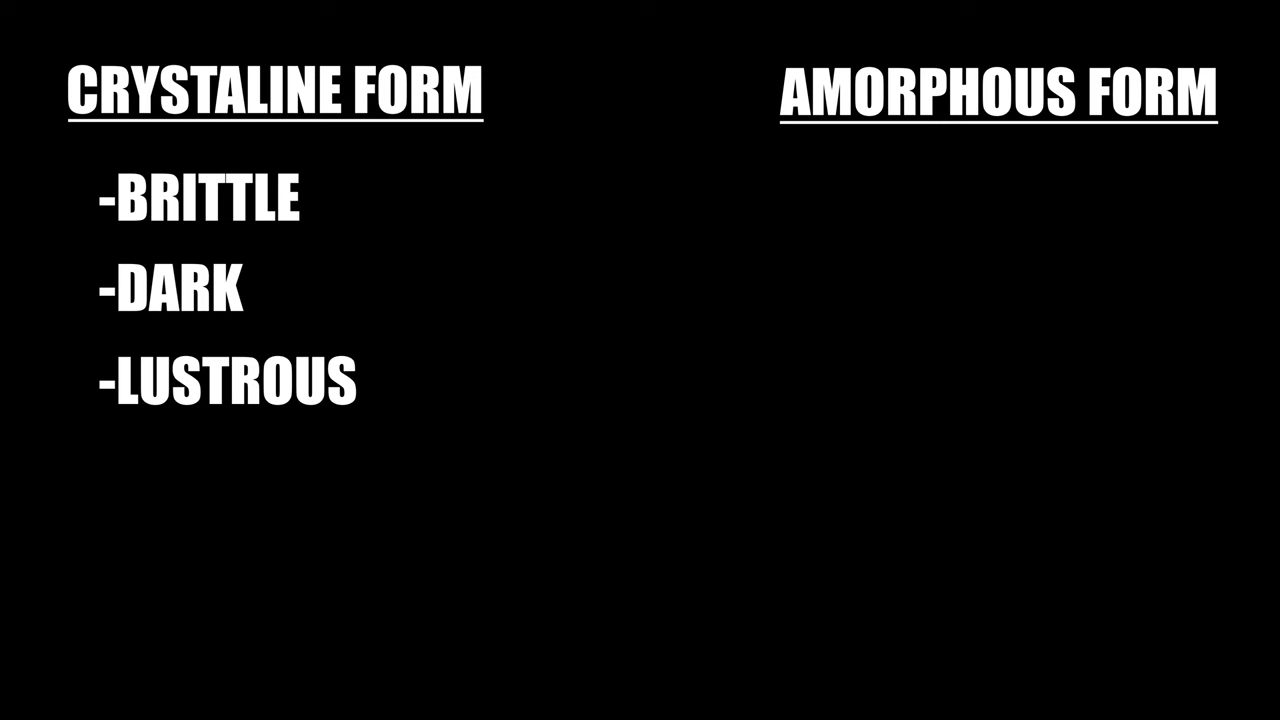 CRYSTALINE FORM
AMORPHOUS FORM
-BRITTLE
-DARK
-LUSTROUS